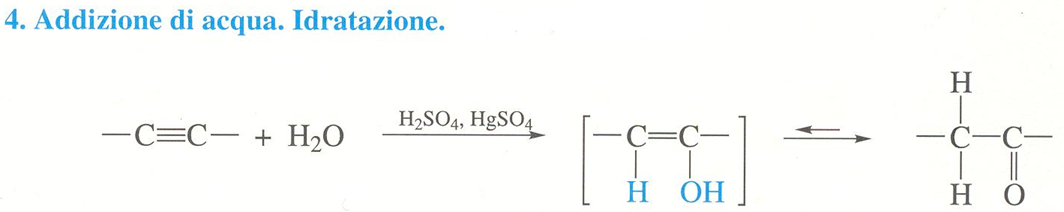 4. Addizione di acqua. Idratazione.
—C≡C— + H₂O
H₂SO₄, HgSO₄
[—C=C—]
H OH
H
—C—C—
H O